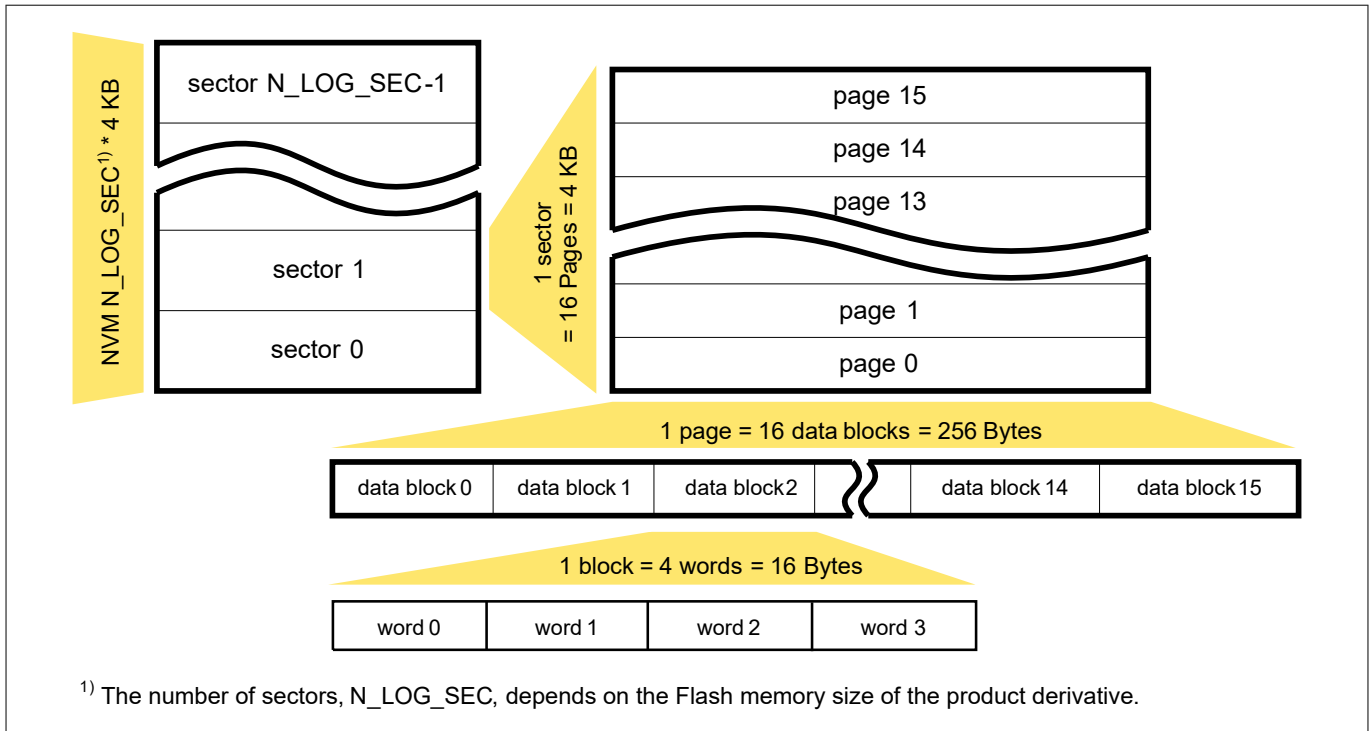 NVM N_LOG_SEC1) * 4 KB
sector N_LOG_SEC-1
sector 1
sector 0
1 sector
= 16 Pages = 4 KB
page 15
page 14
page 13
page 1
page 0
1 page = 16 data blocks = 256 Bytes
data block 0 data block 1 data block 2 data block 14 data block 15
1 block = 4 words = 16 Bytes
word 0 word 1 word 2 word 3
1) The number of sectors, N_LOG_SEC, depends on the Flash memory size of the product derivative.